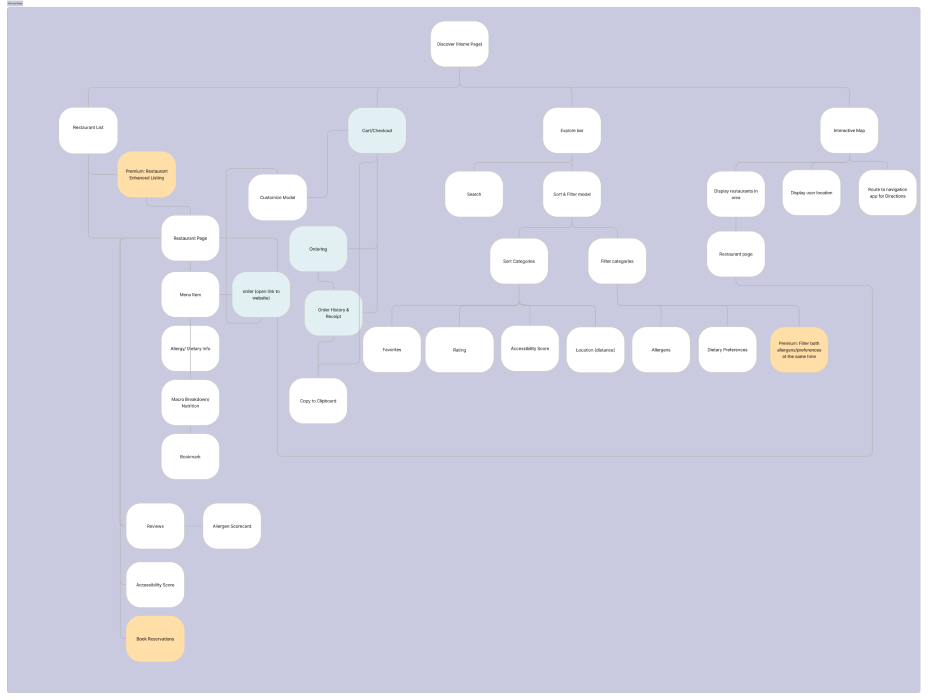 Discover (Home Page)
Restaurant List
Cart/Checkout
Explore bar
Interactive Map
Premium: Restaurant
Enhanced Listing
Customize Modal
Search
Sort & Filter modal
Display restaurants in
area
Display user location
Route to navigation
app for Directions
Restaurant Page
Ordering
Sort Categories
Filter categories
Restaurant page
Menu Item
order (open link to
website)
Order History &
Receipt
Allergy/ Dietary Info
Favorites
Rating
Accessibility Score
Location (distance)
Allergens
Dietary Preferences
Premium: Filter both
allergens/preferences
at the same time
Macro Breakdown/
Nutrition
Copy to Clipboard
Bookmark
Reviews
Allergen Scorecard
Accessibility Score
Book Reservations